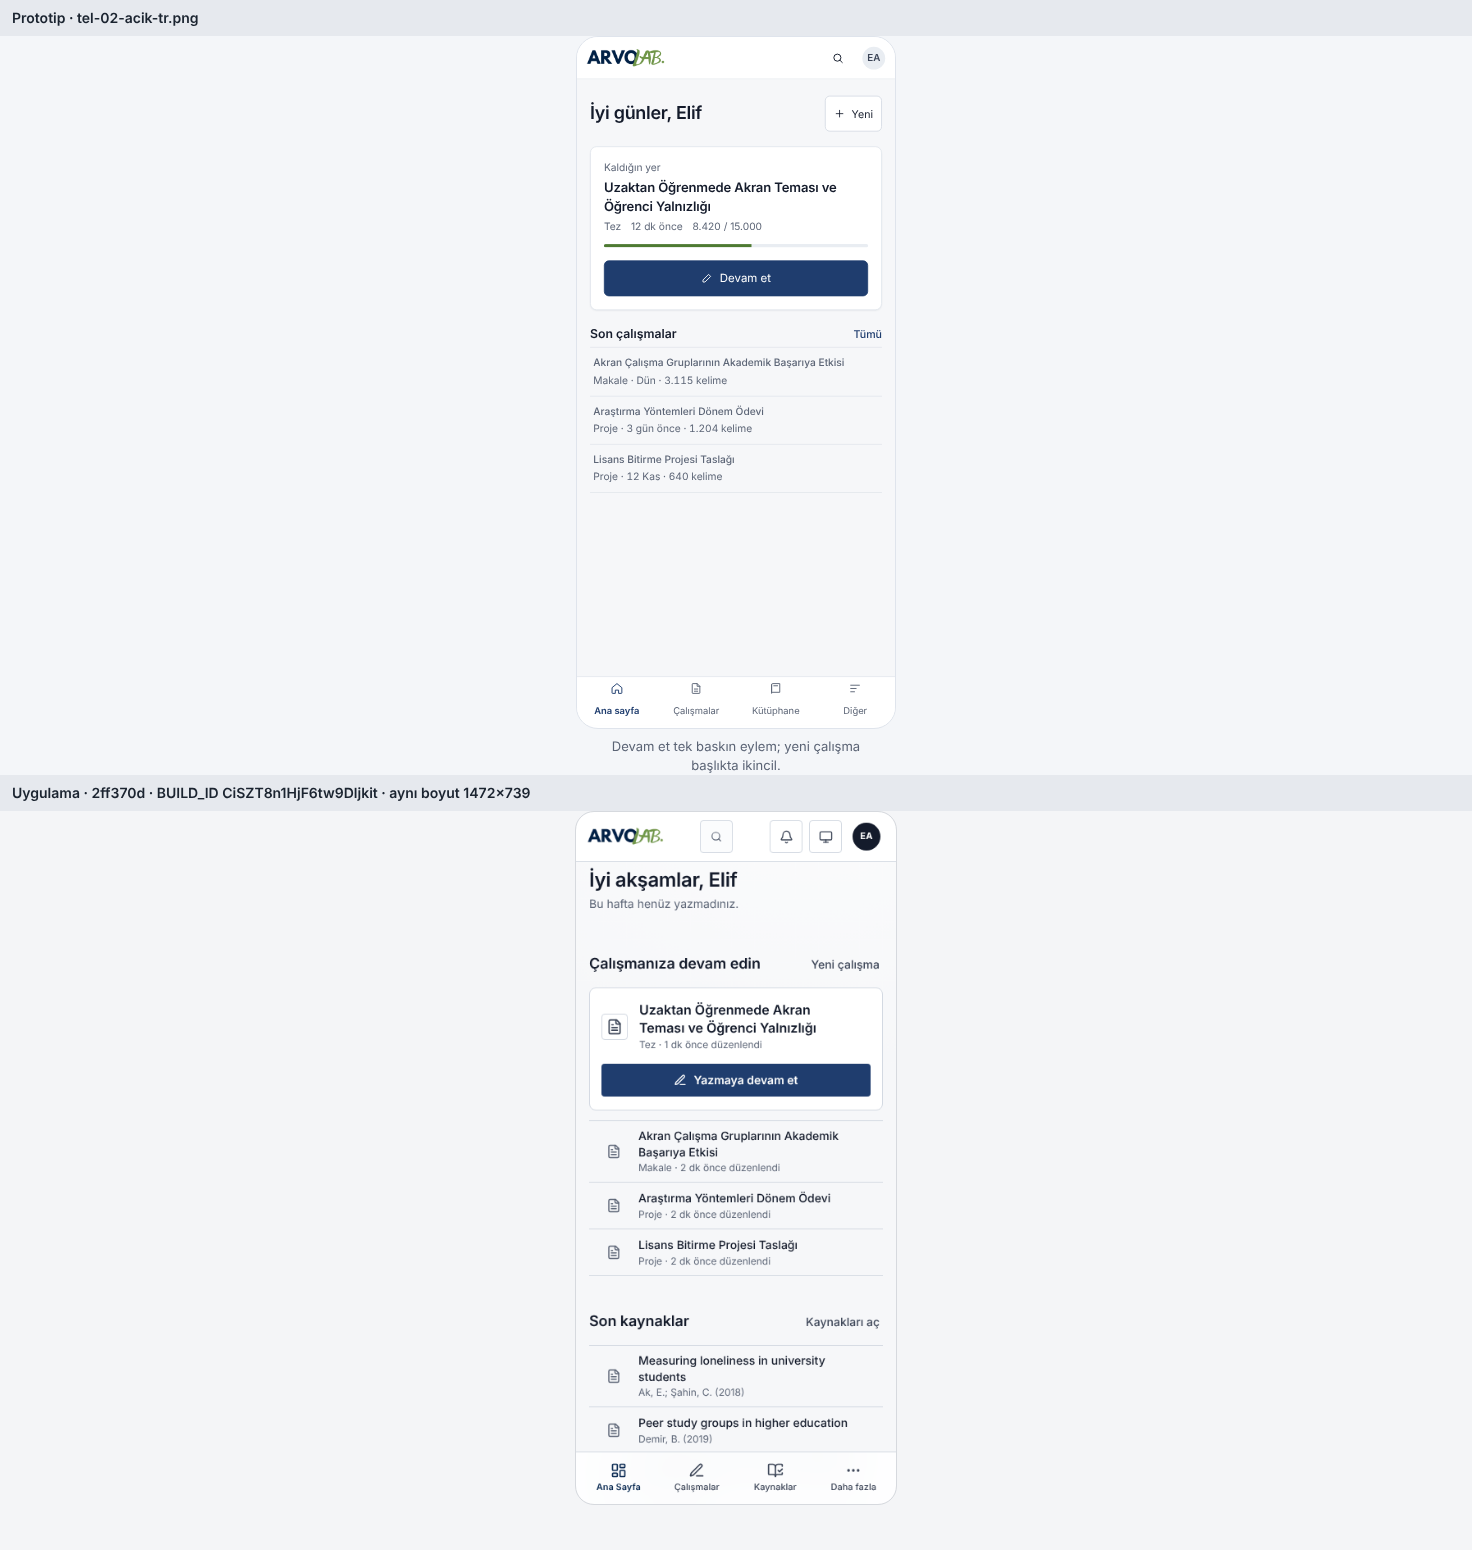 Prototip · tel-02-acik-tr.png
ARVOLAB.
EA
İyi günler, Elif
+ Yeni
Kaldığın yer
Uzaktan Öğrenmede Akran Teması ve
Öğrenci Yalnızlığı
Tez 12 dk önce 8.420 / 15.000
Devam et
Son çalışmalar
Tümü
Akran Çalışma Gruplarının Akademik Başarıya Etkisi
Makale · Dün · 3.115 kelime
Araştırma Yöntemleri Dönem Ödevi
Proje · 3 gün önce · 1.204 kelime
Lisans Bitirme Projesi Taslağı
Proje · 12 Kas · 640 kelime
Ana sayfa
Çalışmalar
Kütüphane
Diğer
Devam et tek baskın eylem; yeni çalışma
başlıkta ikincil.
Uygulama · 2ff370d · BUILD_ID CiSZT8n1HjF6tw9DIjkit · aynı boyut 1472×739
ARVOLAB.
EA
İyi akşamlar, Elif
Bu hafta henüz yazmadınız.
Çalışmanıza devam edin
Yeni çalışma
Uzaktan Öğrenmede Akran
Teması ve Öğrenci Yalnızlığı
Tez · 1 dk önce düzenlendi
Yazmaya devam et
Akran Çalışma Gruplarının Akademik
Başarıya Etkisi
Makale · 2 dk önce düzenlendi
Araştırma Yöntemleri Dönem Ödevi
Proje · 2 dk önce düzenlendi
Lisans Bitirme Projesi Taslağı
Proje · 2 dk önce düzenlendi
Son kaynaklar
Kaynakları aç
Measuring loneliness in university
students
Ak, E.; Şahin, C. (2018)
Peer study groups in higher education
Demir, B. (2019)
Ana Sayfa
Çalışmalar
Kaynaklar
Daha fazla